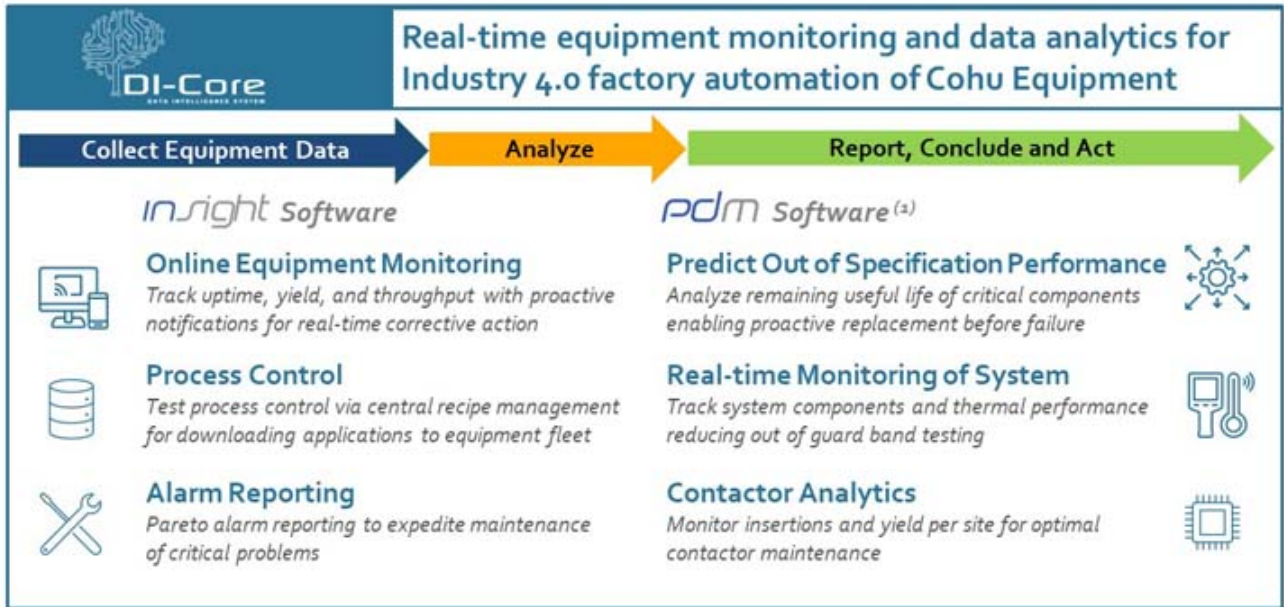 DI-Core
DATA INTELLIGENCE SYSTEM
Real-time equipment monitoring and data analytics for
Industry 4.0 factory automation of Cohu Equipment
Collect Equipment Data
Analyze
Report, Conclude and Act
insight Software
Online Equipment Monitoring
Track uptime, yield, and throughput with proactive
notifications for real-time corrective action
Process Control
Test process control via central recipe management
for downloading applications to equipment fleet
Alarm Reporting
Pareto alarm reporting to expedite maintenance
of critical problems
pdm Software (1)
Predict Out of Specification Performance
Analyze remaining useful life of critical components
enabling proactive replacement before failure
Real-time Monitoring of System
Track system components and thermal performance
reducing out of guard band testing
Contactor Analytics
Monitor insertions and yield per site for optimal
contactor maintenance